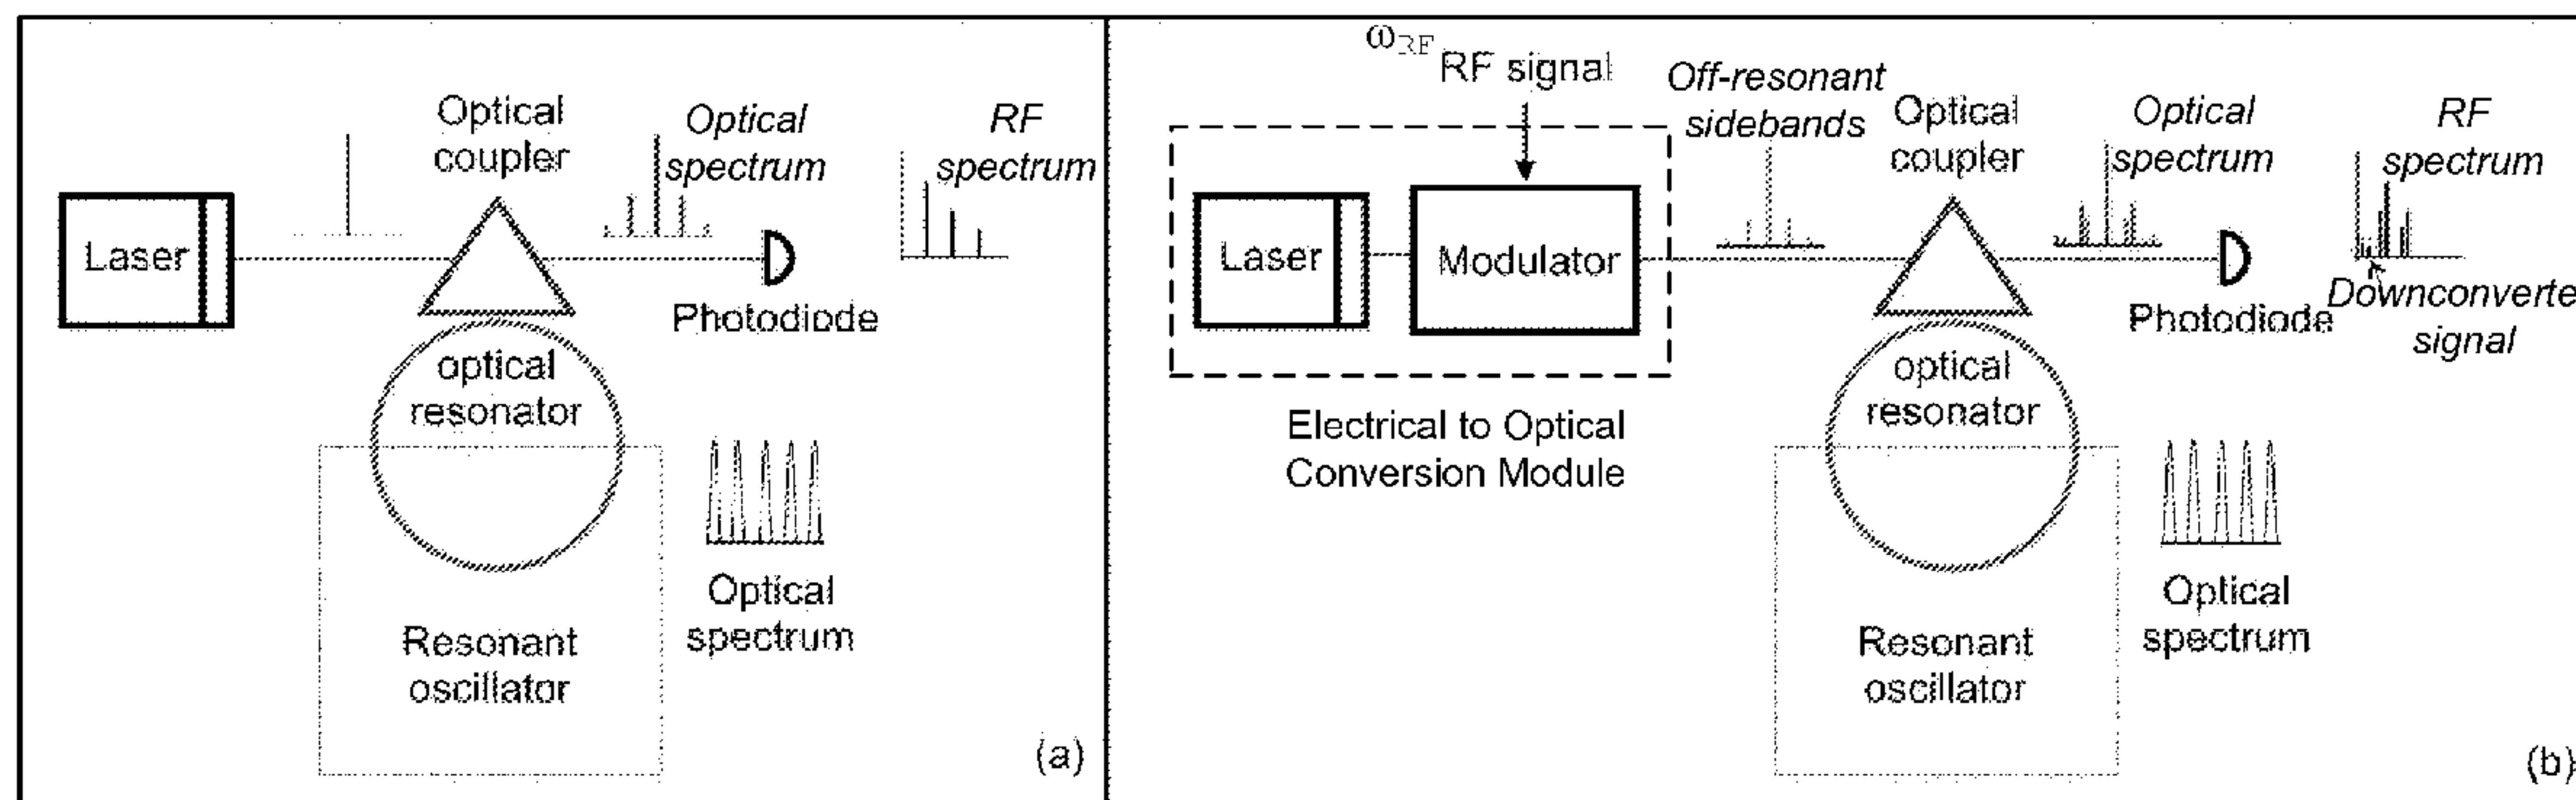 Optical
coupler
Optical
spectrum
RF
spectrum
Laser
Photodiode
optical
resonator
Optical
spectrum
Resonant
oscillator
(a)
ωRF
RF signal
Off-resonant
sidebands
Optical
coupler
Optical
spectrum
RF
spectrum
Laser
Modulator
Photodiode
Downconverte
signal
optical
resonator
Electrical to Optical
Conversion Module
Optical
spectrum
Resonant
oscillator
(b)